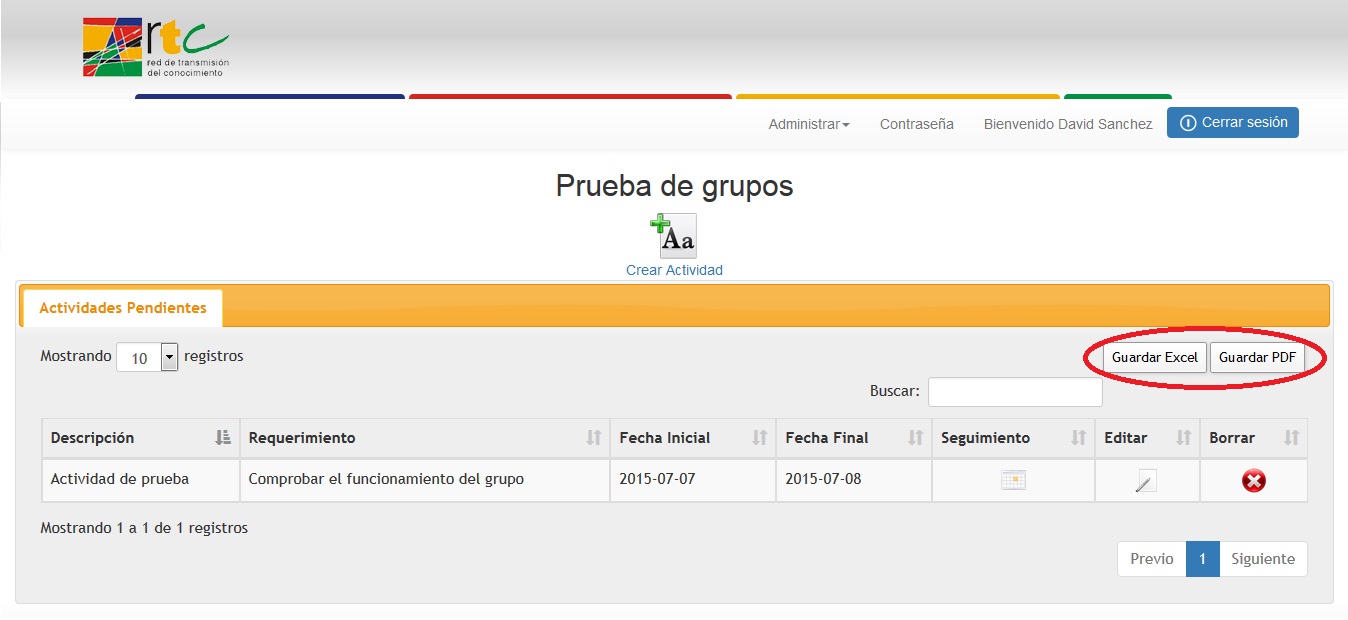 rtc
red de transmisión
del conocimiento
Administrar Contraseña Bienvenido David Sanchez Cerrar sesión
Prueba de grupos
Aa
Crear Actividad
Actividades Pendientes
Mostrando 10 registros Guardar Excel Guardar PDF
Buscar:
Descripción Requerimiento Fecha Inicial Fecha Final Seguimiento Editar Borrar
Actividad de prueba Comprobar el funcionamiento del grupo 2015-07-07 2015-07-08
Mostrando 1 a 1 de 1 registros
Previo 1 Siguiente